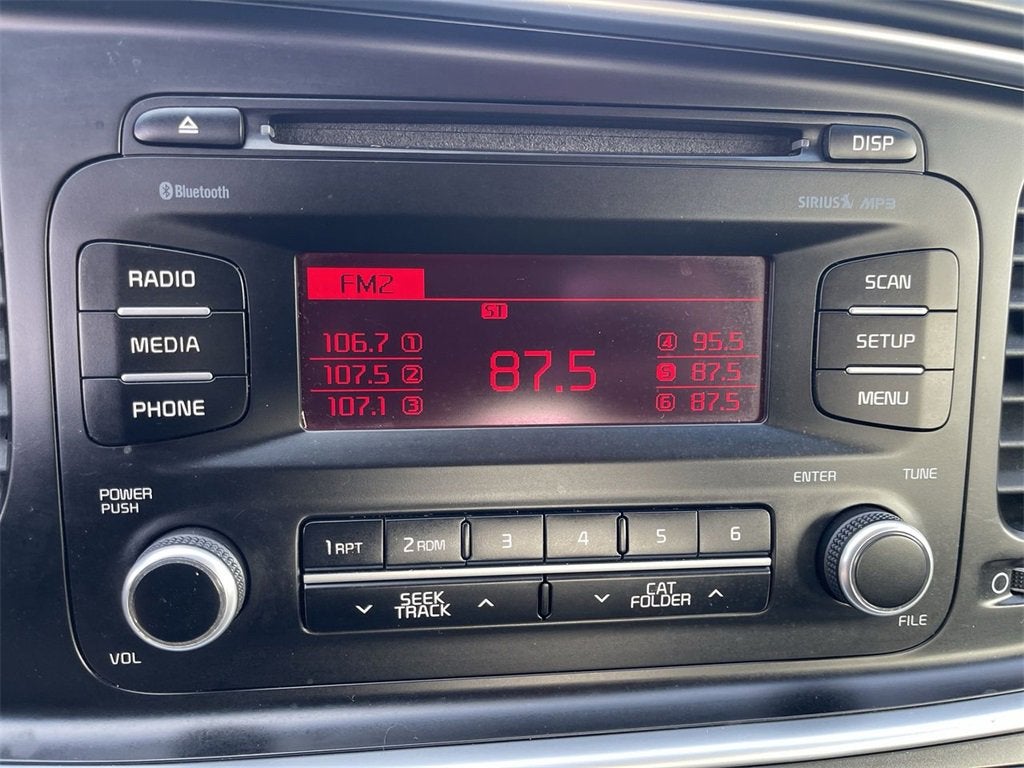 DISP
Bluetooth
SIRIUS MP3
RADIO
MEDIA
PHONE
FM2
ST
106.7 1
107.5 2
107.1 3
87.5
4 95.5
5 87.5
6 87.5
SCAN
SETUP
MENU
POWER
PUSH
VOL
1 RPT
2 RDM
3
4
5
6
SEEK
TRACK
CAT
FOLDER
ENTER
TUNE
FILE